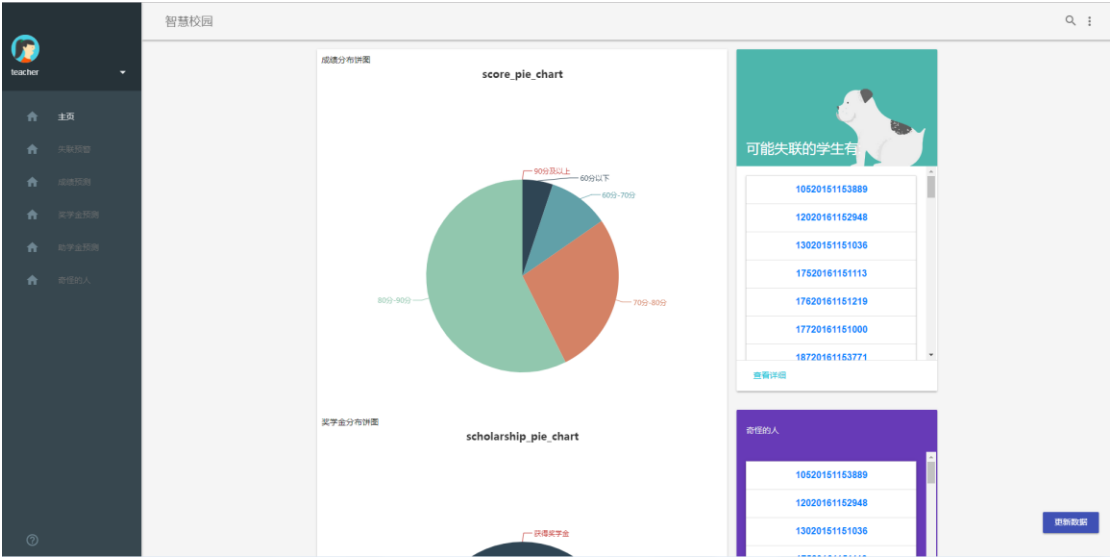 智慧校园
teacher
主页
失联预警
成绩预测
奖学金预测
助学金预测
奇怪的人
成绩分布饼图
score_pie_chart
90分及以上
60分以下
60分-70分
80分-90分
70分-80分
奖学金分布饼图
scholarship_pie_chart
获得奖学金
可能失联的学生有
10520151153889
12020161152948
13020151151036
17520161151113
17620161151219
17720161151000
18720161153771
查看详细
奇怪的人
10520151153889
12020161152948
13020151151036
更新数据